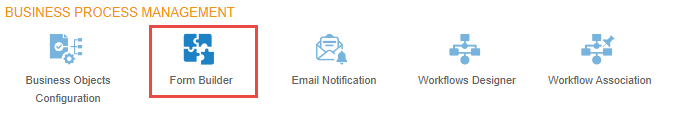 BUSINESS PROCESS MANAGEMENT
Business Objects
Configuration
Form Builder
Email Notification
Workflows Designer
Workflow Association